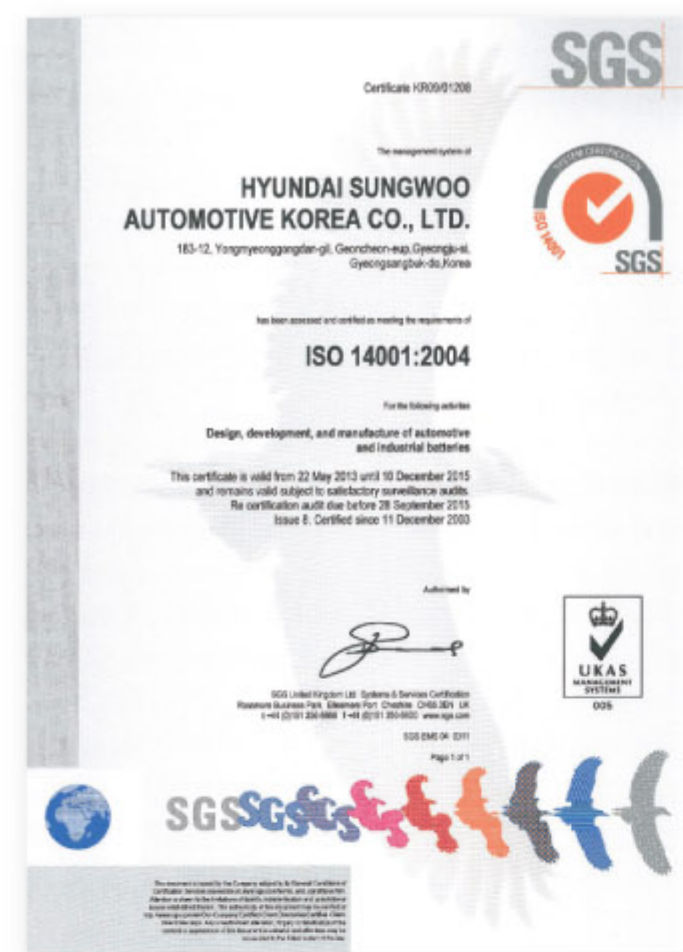 SGS
Certificate KR09/01208
The management system of
HYUNDAI SUNGWOO
AUTOMOTIVE KOREA CO., LTD.
183-12, Yongmyeonggongdan-gil, Geoncheon-eup, Gyeongju-si,
Gyeongsangbuk-do, Korea
SYSTEM CERTIFICATION
ISO 14001
SGS
has been assessed and certified as meeting the requirements of
ISO 14001:2004
For the following activities
Design, development, and manufacture of automotive
and industrial batteries
This certificate is valid from 22 May 2013 until 10 December 2015
and remains valid subject to satisfactory surveillance audits.
Re certification audit due before 28 September 2015
Issue 8. Certified since 11 December 2003
Authorised by
UKAS
MANAGEMENT
SYSTEMS
005
SGS United Kingdom Ltd Systems & Services Certification
Rossmore Business Park Ellesmere Port Cheshire CH65 3EN UK
www.sgs.com
Page 1 of 1
SGSSGS